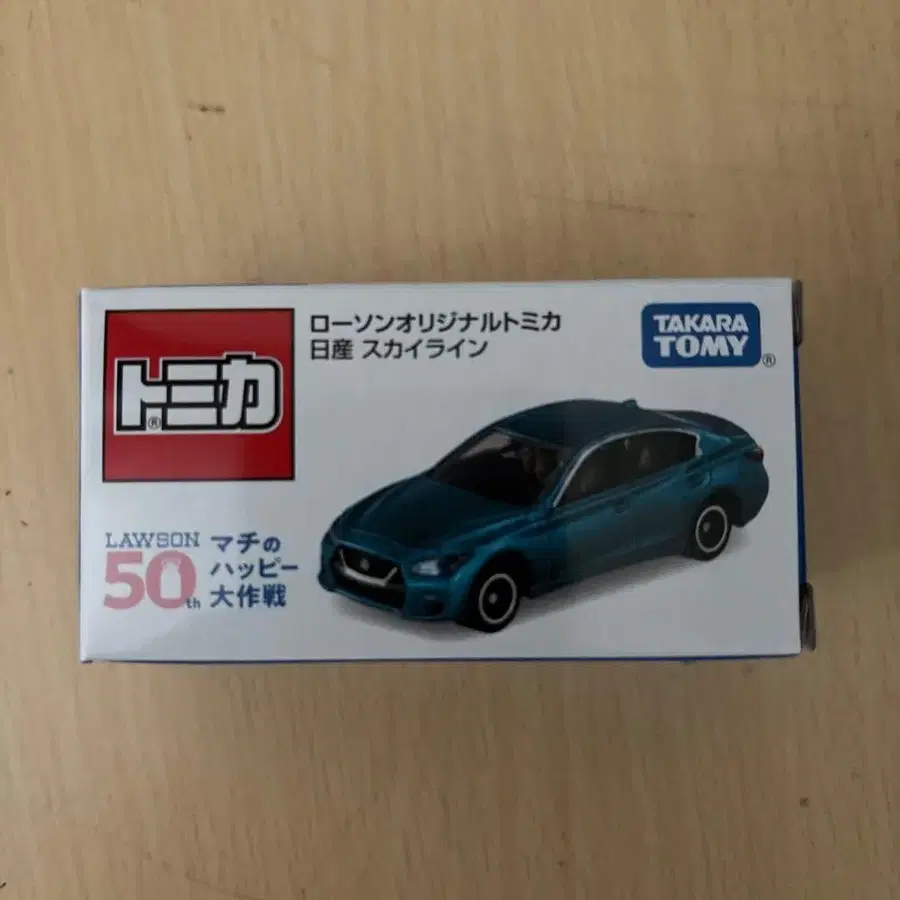 ローソンオリジナルトミカ
日産 スカイライン
TAKARA
TOMY
®
トミカ
®
LAWSON
50th
マチの
ハッピー
大作戦